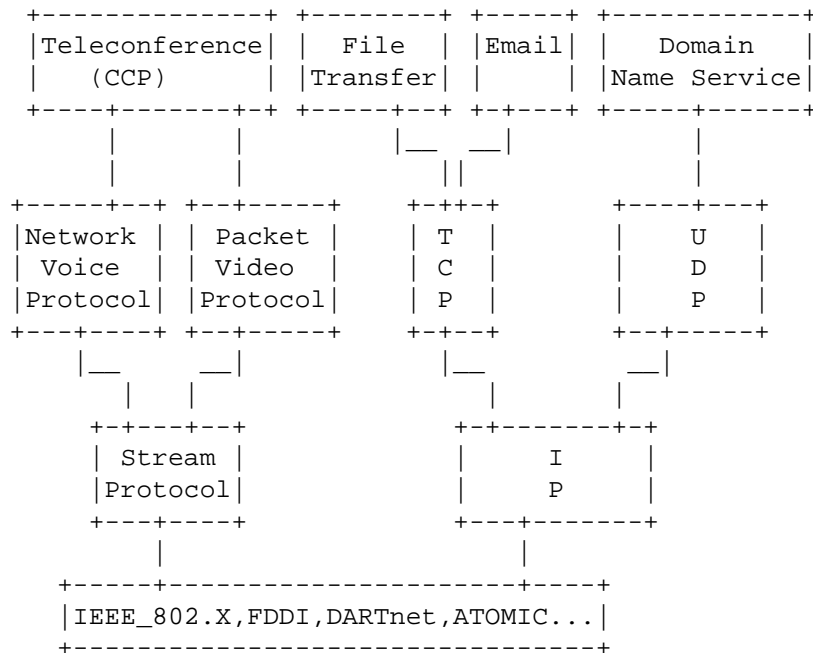 Teleconference File Email Domain
(CCP) Transfer Name Service
Network Packet T U
Voice Video C D
Protocol Protocol P P
Stream I
Protocol P
IEEE_802.X,FDDI,DARTnet,ATOMIC...